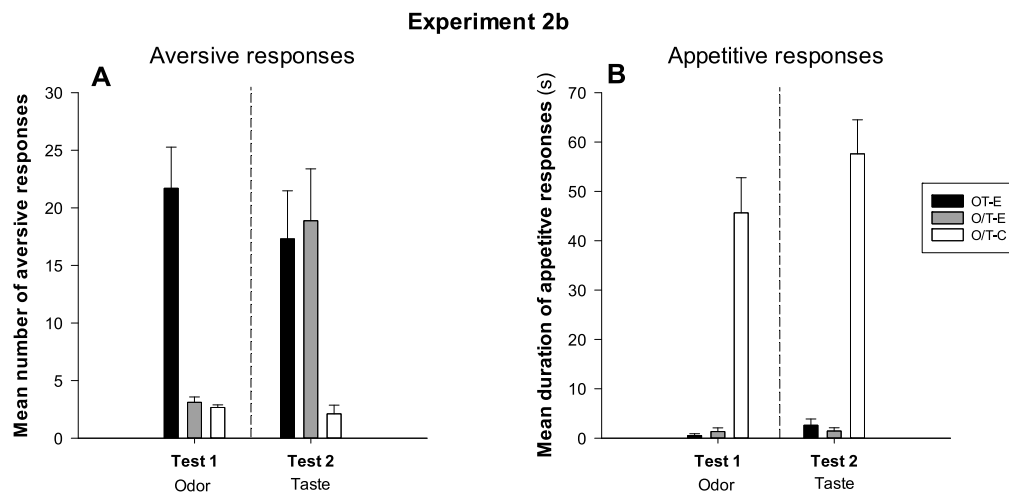 Experiment 2b
Aversive responses
A
Mean number of aversive responses
30
25
20
15
10
5
0
Test 1
Odor
Test 2
Taste
Appetitive responses
B
Mean duration of appetitve responses (s)
70
60
50
40
30
20
10
0
Test 1
Odor
Test 2
Taste
OT-E
O/T-E
O/T-C